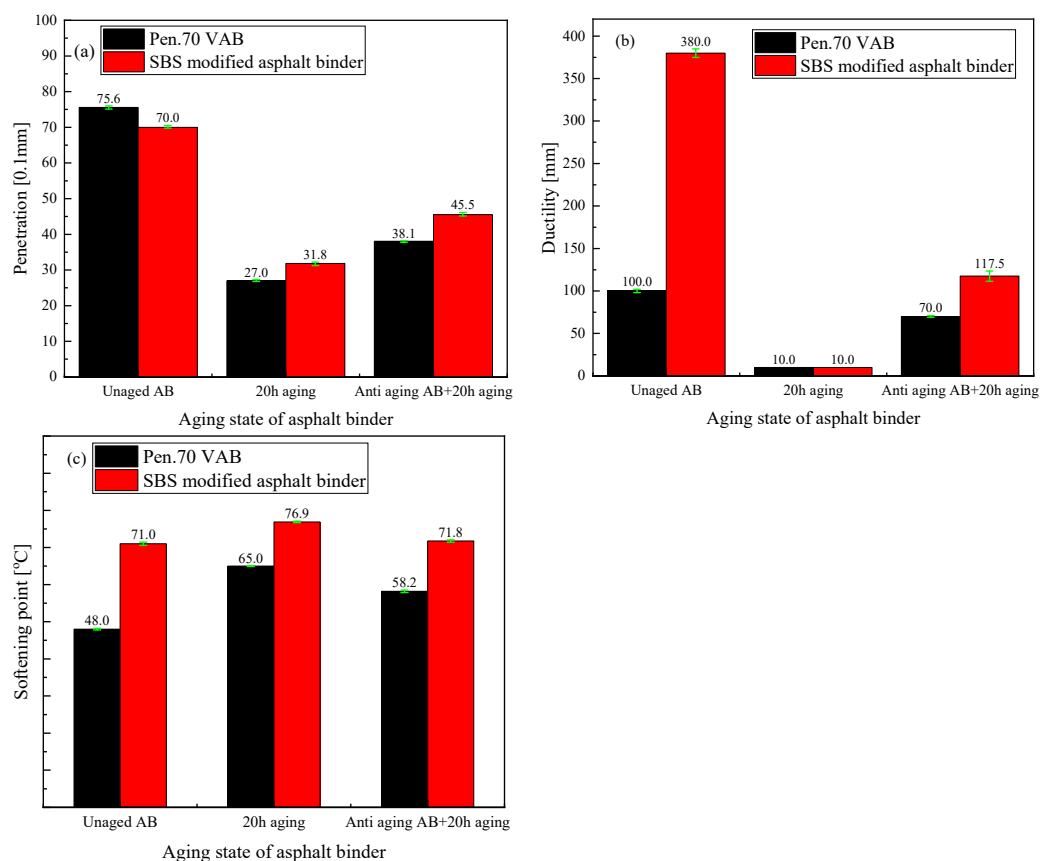 (a)
Pen.70 VAB
SBS modified asphalt binder
100
90
80
70
60
50
40
30
20
10
0
Penetration [0.1mm]
75.6
70.0
27.0
31.8
38.1
45.5
Unaged AB
20h aging
Anti aging AB+20h aging
Aging state of asphalt binder
(b)
Pen.70 VAB
SBS modified asphalt binder
400
350
300
250
200
150
100
50
0
Ductility [mm]
100.0
380.0
10.0
10.0
70.0
117.5
Unaged AB
20h aging
Anti aging AB+20h aging
Aging state of asphalt binder
(c)
Pen.70 VAB
SBS modified asphalt binder
Softening point [°C]
48.0
71.0
65.0
76.9
58.2
71.8
Unaged AB
20h aging
Anti aging AB+20h aging
Aging state of asphalt binder